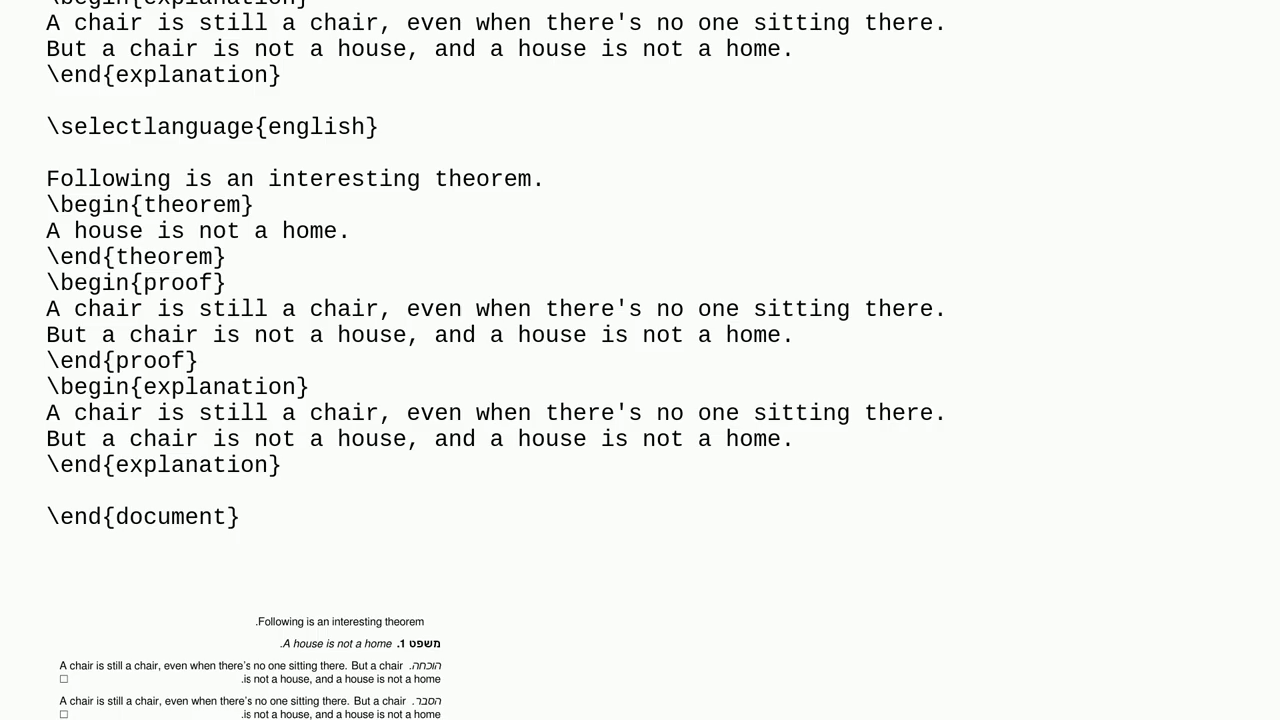 \begin{explanation}
A chair is still a chair, even when there's no one sitting there.
But a chair is not a house, and a house is not a home.
\end{explanation}
\selectlanguage{english}
Following is an interesting theorem.
\begin{theorem}
A house is not a home.
\end{theorem}
\begin{proof}
A chair is still a chair, even when there's no one sitting there.
But a chair is not a house, and a house is not a home.
\end{proof}
\begin{explanation}
A chair is still a chair, even when there's no one sitting there.
But a chair is not a house, and a house is not a home.
\end{explanation}
\end{document}
.Following is an interesting theorem
משפט 1. A house is not a home.
הוכחה. A chair is still a chair, even when there's no one sitting there. But a chair
.is not a house, and a house is not a home
□
הסבר. A chair is still a chair, even when there's no one sitting there. But a chair
.is not a house, and a house is not a home
□